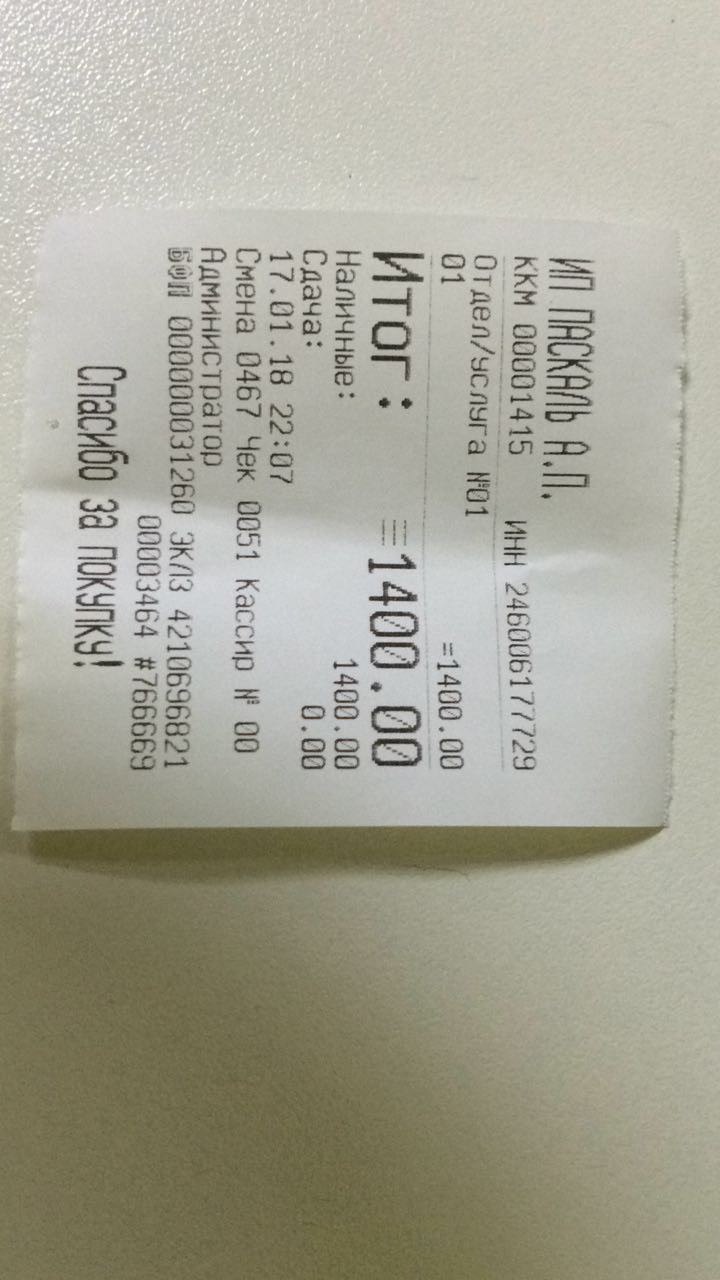 ИП ПАСКАЛЬ А.П.
ККМ 00001415 ИНН 246006177729
Отдел/услуга №01
01 =1400.00
Итог: =1400.00
Наличные: 1400.00
Сдача: 0.00
17.01.18 22:07
Смена 0467 Чек 0051 Кассир № 00
Администратор
БФП 000000031260 ЭКЛЗ 4210696821
00003464 #766669
Спасибо за покупку!